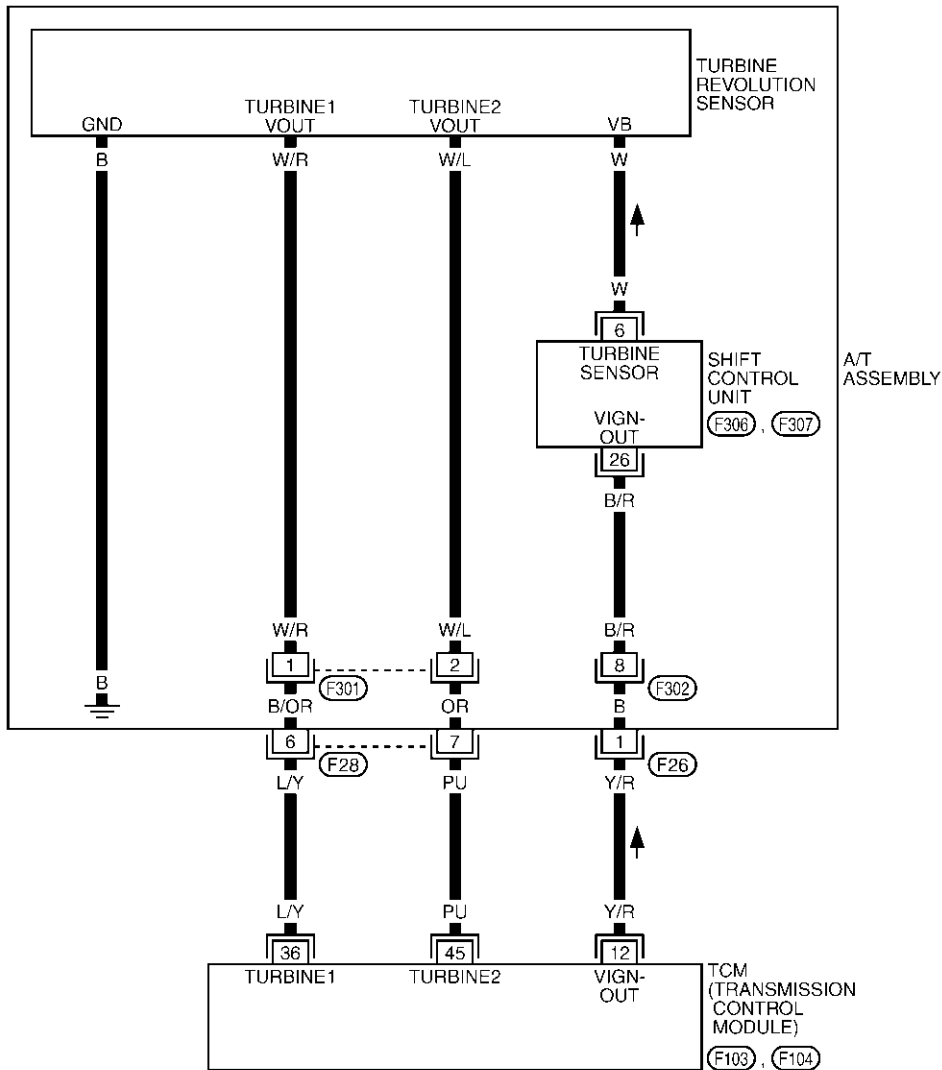 TURBINE
REVOLUTION
SENSOR
GND
TURBINE1
VOUT
TURBINE2
VOUT
VB
B
W/R
W/L
W
W
6
TURBINE
SENSOR
VIGN-
OUT
SHIFT
CONTROL
UNIT
F306 , F307
A/T
ASSEMBLY
26
B/R
W/R
W/L
B/R
1
2
8
F301
F302
B
B/OR
OR
B
6
7
1
F28
F26
L/Y
PU
Y/R
L/Y
PU
Y/R
36
45
12
TURBINE1
TURBINE2
VIGN-
OUT
TCM
(TRANSMISSION
CONTROL
MODULE)
F103 , F104